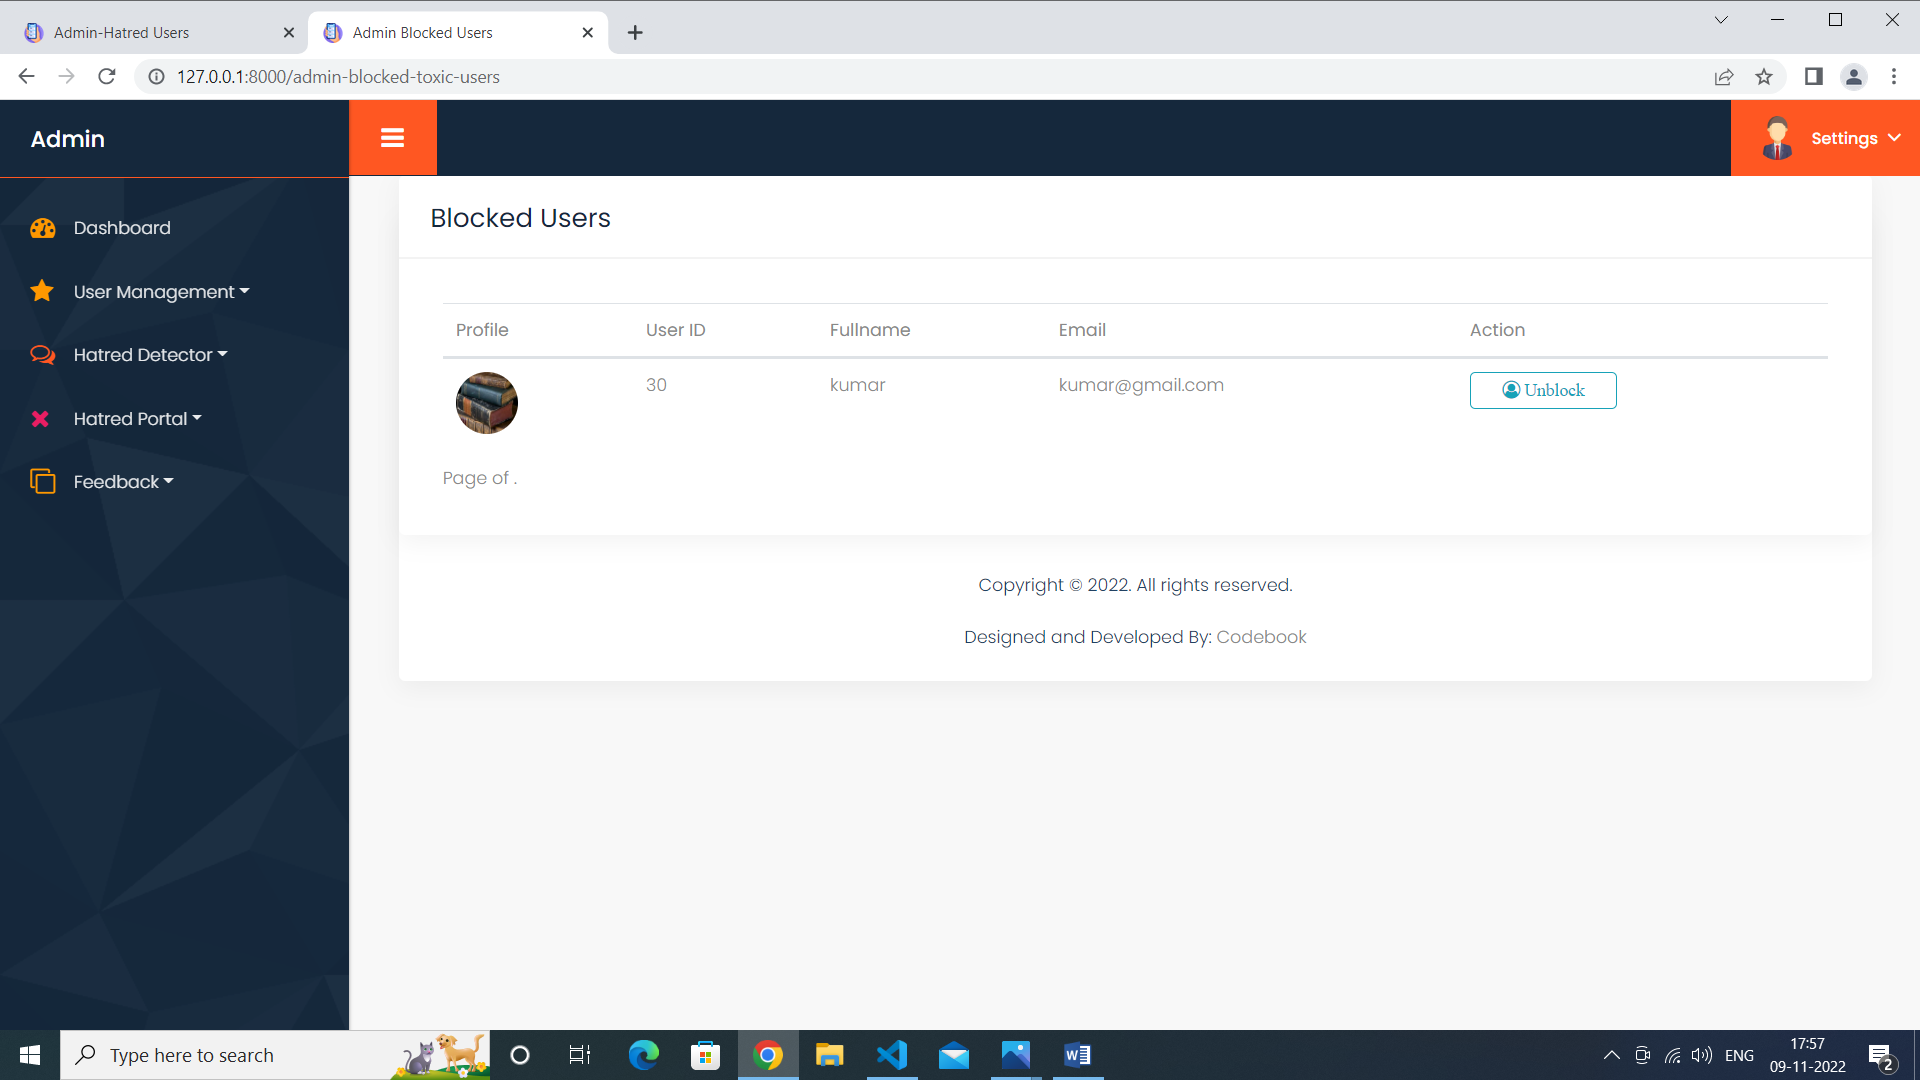 Admin-Hatred Users
Admin Blocked Users
127.0.0.1:8000/admin-blocked-toxic-users
Admin
Settings
Dashboard
User Management
Hatred Detector
Hatred Portal
Feedback
Blocked Users
Profile User ID Fullname Email Action
30 kumar kumar@gmail.com Unblock
Page of .
Copyright © 2022. All rights reserved.
Designed and Developed By: Codebook
Type here to search
ENG
17:57
09-11-2022
2